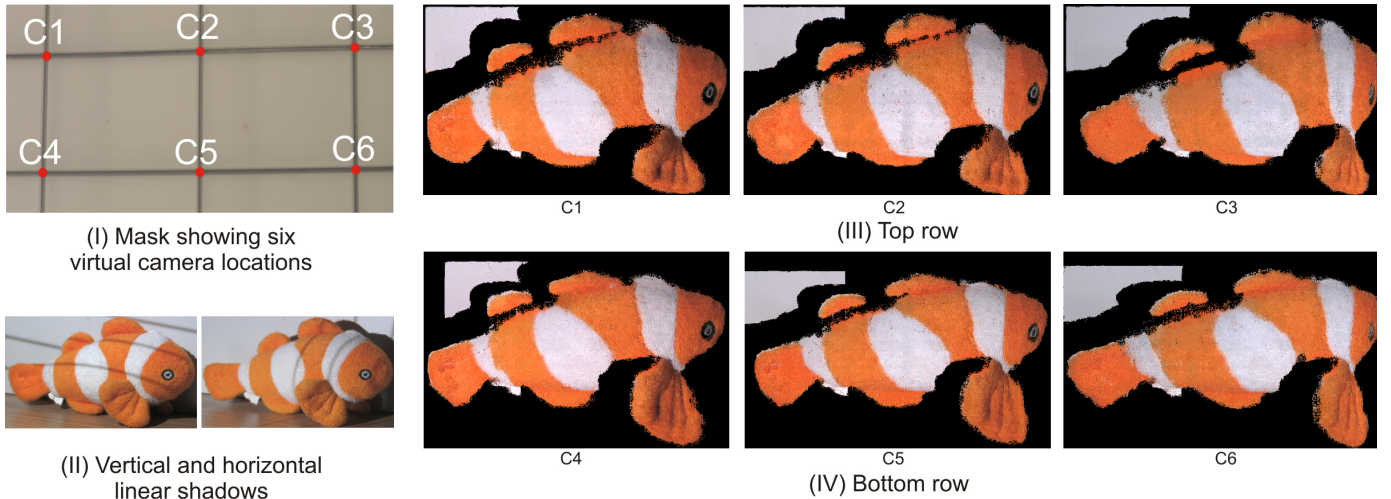 C1
C2
C3
C4
C5
C6
(I) Mask showing six
virtual camera locations
(II) Vertical and horizontal
linear shadows
C1
C2
C3
(III) Top row
C4
C5
C6
(IV) Bottom row